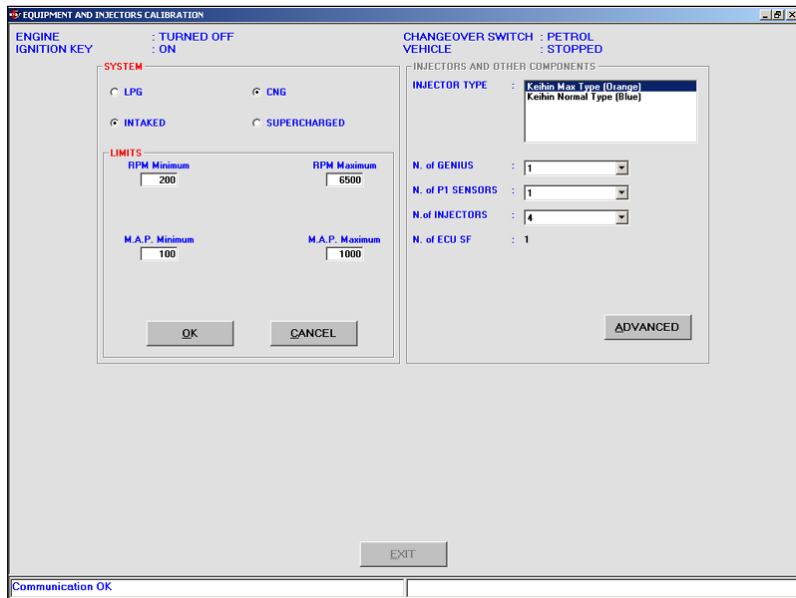 EQUIPMENT AND INJECTORS CALIBRATION
ENGINE : TURNED OFF
IGNITION KEY : ON
CHANGEOVER SWITCH : PETROL
VEHICLE : STOPPED
SYSTEM
LPG CNG
INTAKED SUPERCHARGED
LIMITS
RPM Minimum RPM Maximum
200 6500
M.A.P. Minimum M.A.P. Maximum
100 1000
OK CANCEL
INJECTORS AND OTHER COMPONENTS
INJECTOR TYPE : Keihin Max Type (Orange)
Keihin Normal Type (Blue)
N. of GENIUS : 1
N. of P1 SENSORS : 1
N.of INJECTORS : 4
N. of ECU SF : 1
ADVANCED
EXIT
Communication OK